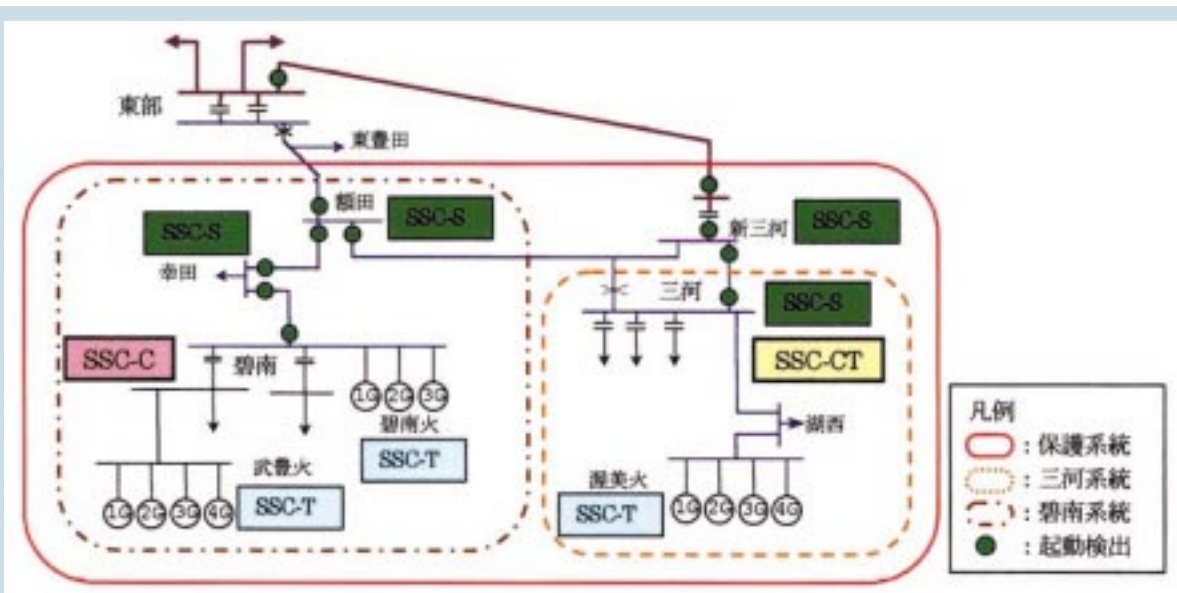 東部
東豊田
額田
SSC-S
SSC-S
幸田
新三河
SSC-S
三河
SSC-S
SSC-C
碧南
SSC-CT
1G 2G 3G
碧南火
SSC-T
湖西
武豊火
SSC-T
1G 2G 3G 4G
渥美火
SSC-T
1G 2G 3G 4G
凡例
：保護系統
：三河系統
：碧南系統
：起動検出